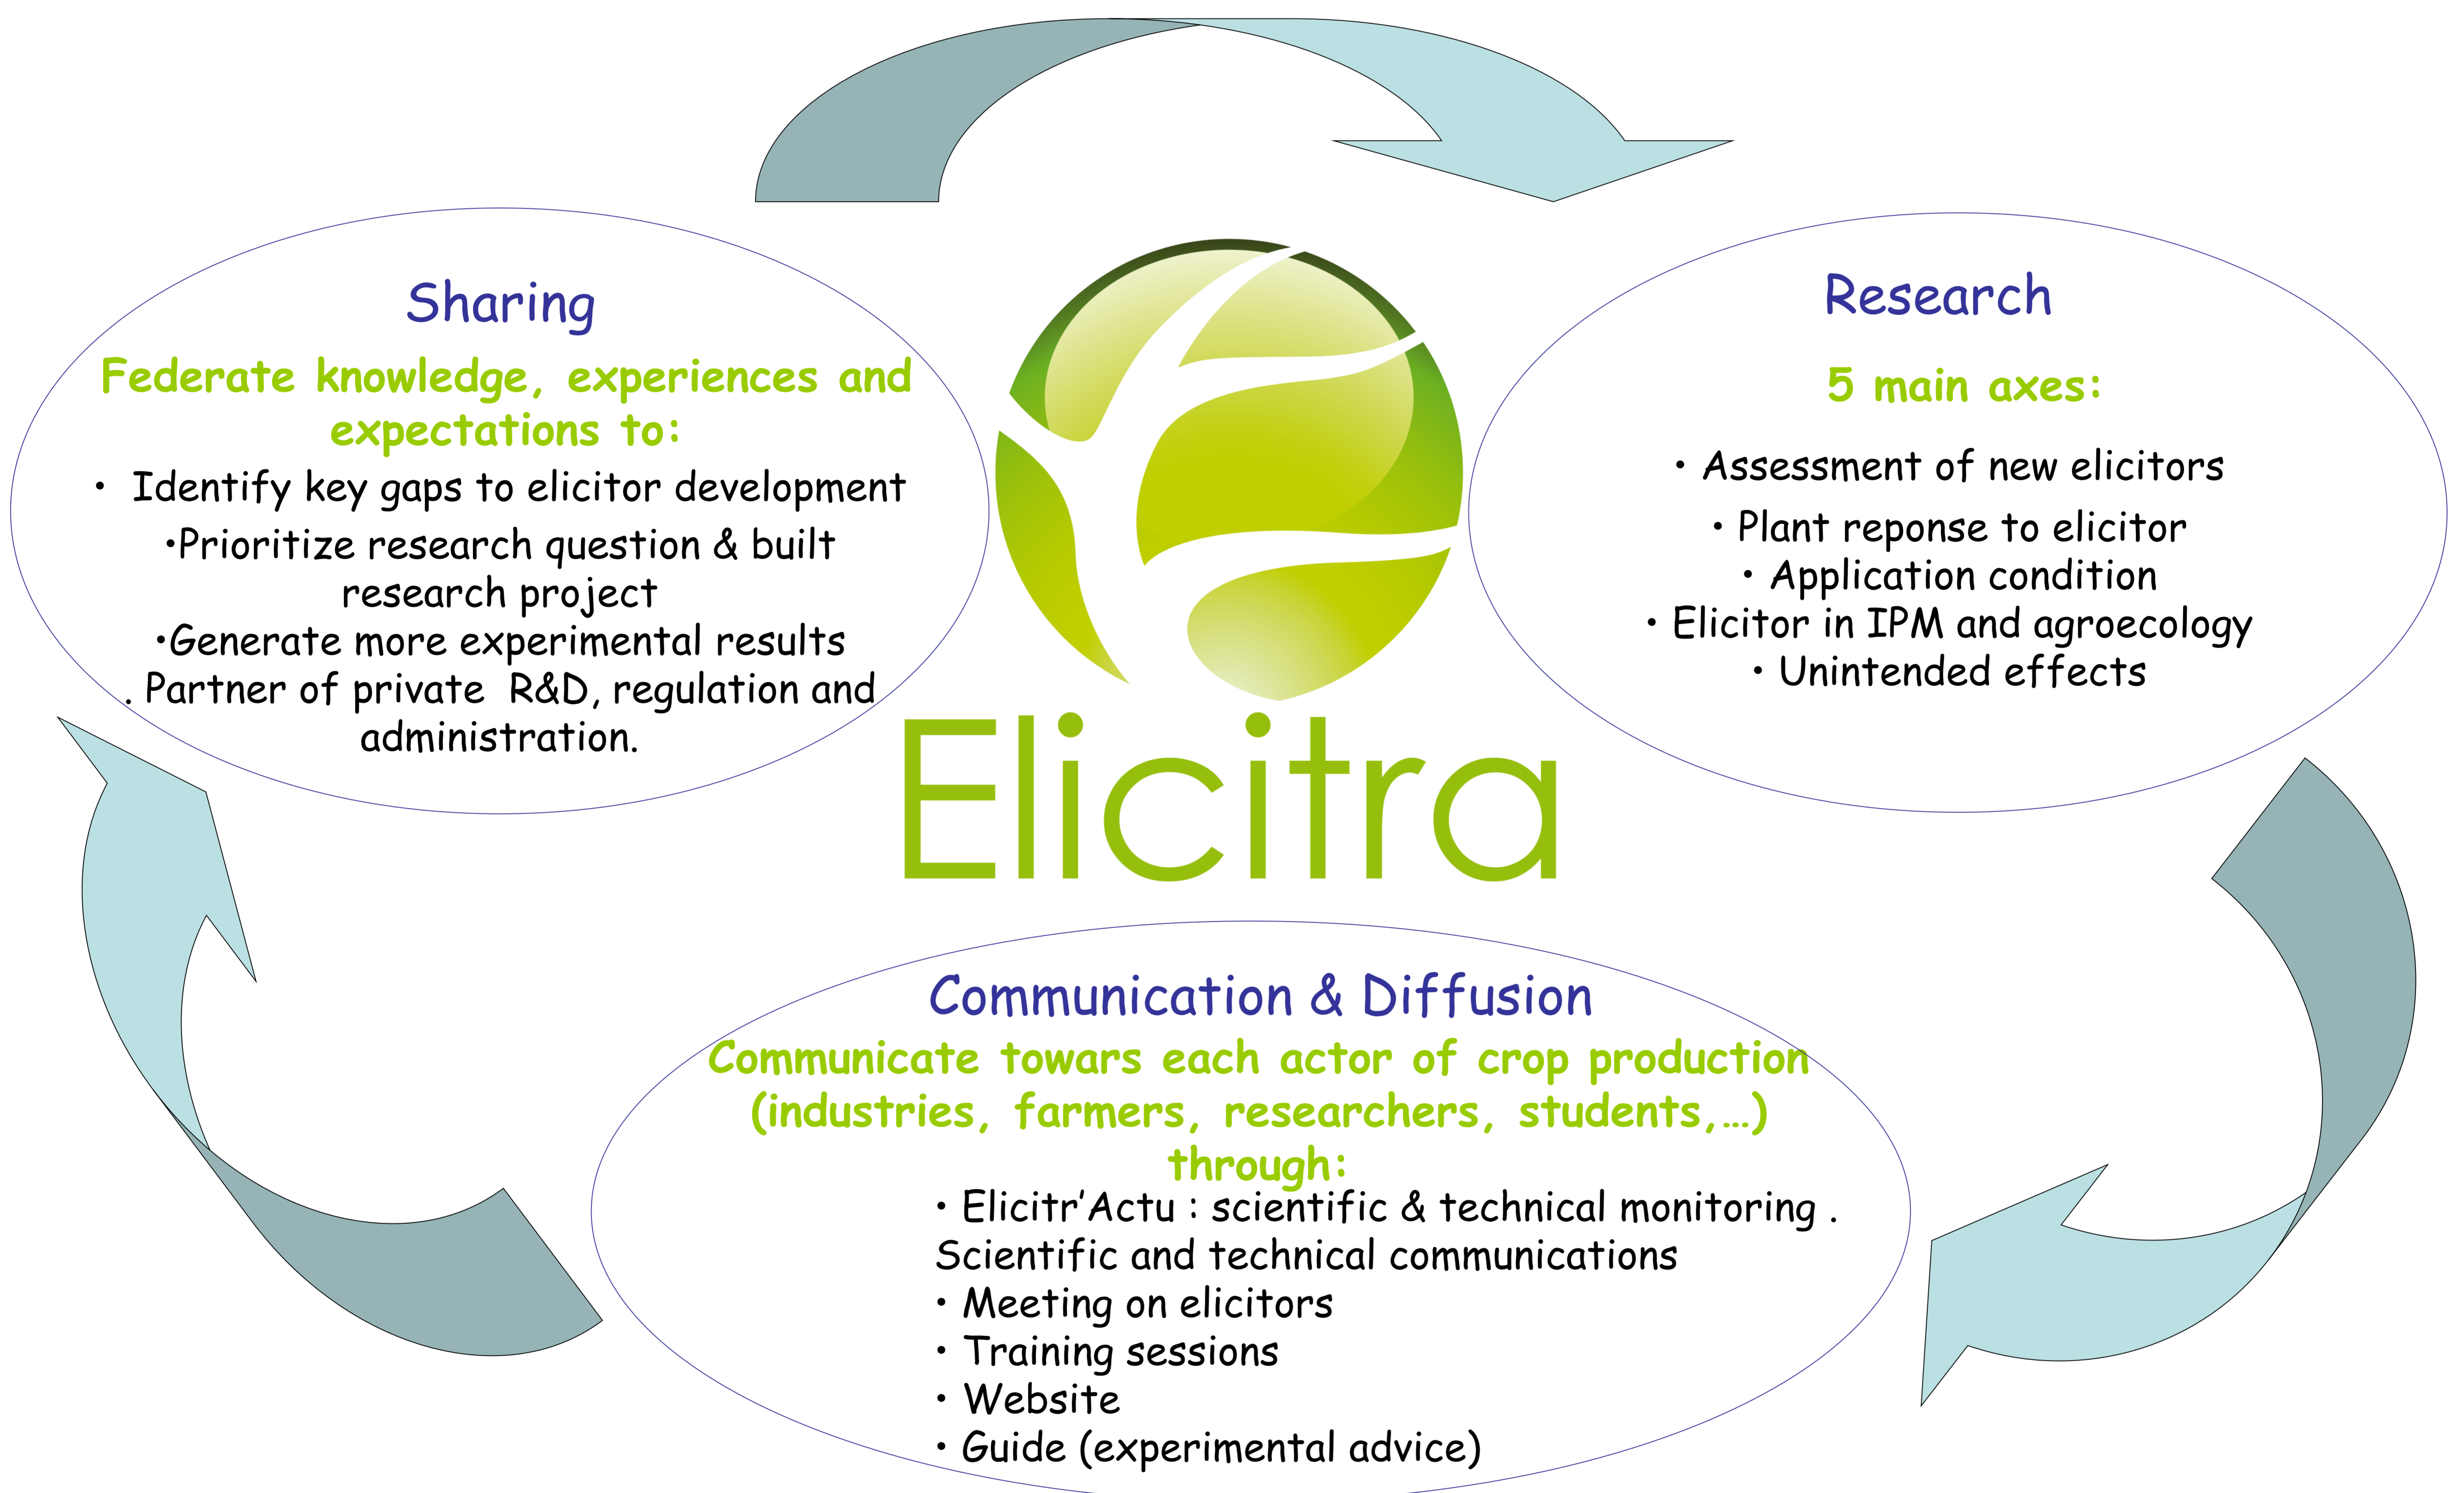 Sharing
Federate knowledge, experiences and
expectations to:
• Identify key gaps to elicitor development
•Prioritize research question & built
research project
•Generate more experimental results
. Partner of private R&D, regulation and
administration.
Research
5 main axes:
• Assessment of new elicitors
• Plant reponse to elicitor
• Application condition
• Elicitor in IPM and agroecology
• Unintended effects
Elicitra
Communication & Diffusion
Communicate towars each actor of crop production
(industries, farmers, researchers, students,…)
through:
• Elicitr’Actu : scientific & technical monitoring .
Scientific and technical communications
• Meeting on elicitors
• Training sessions
• Website
• Guide (experimental advice)